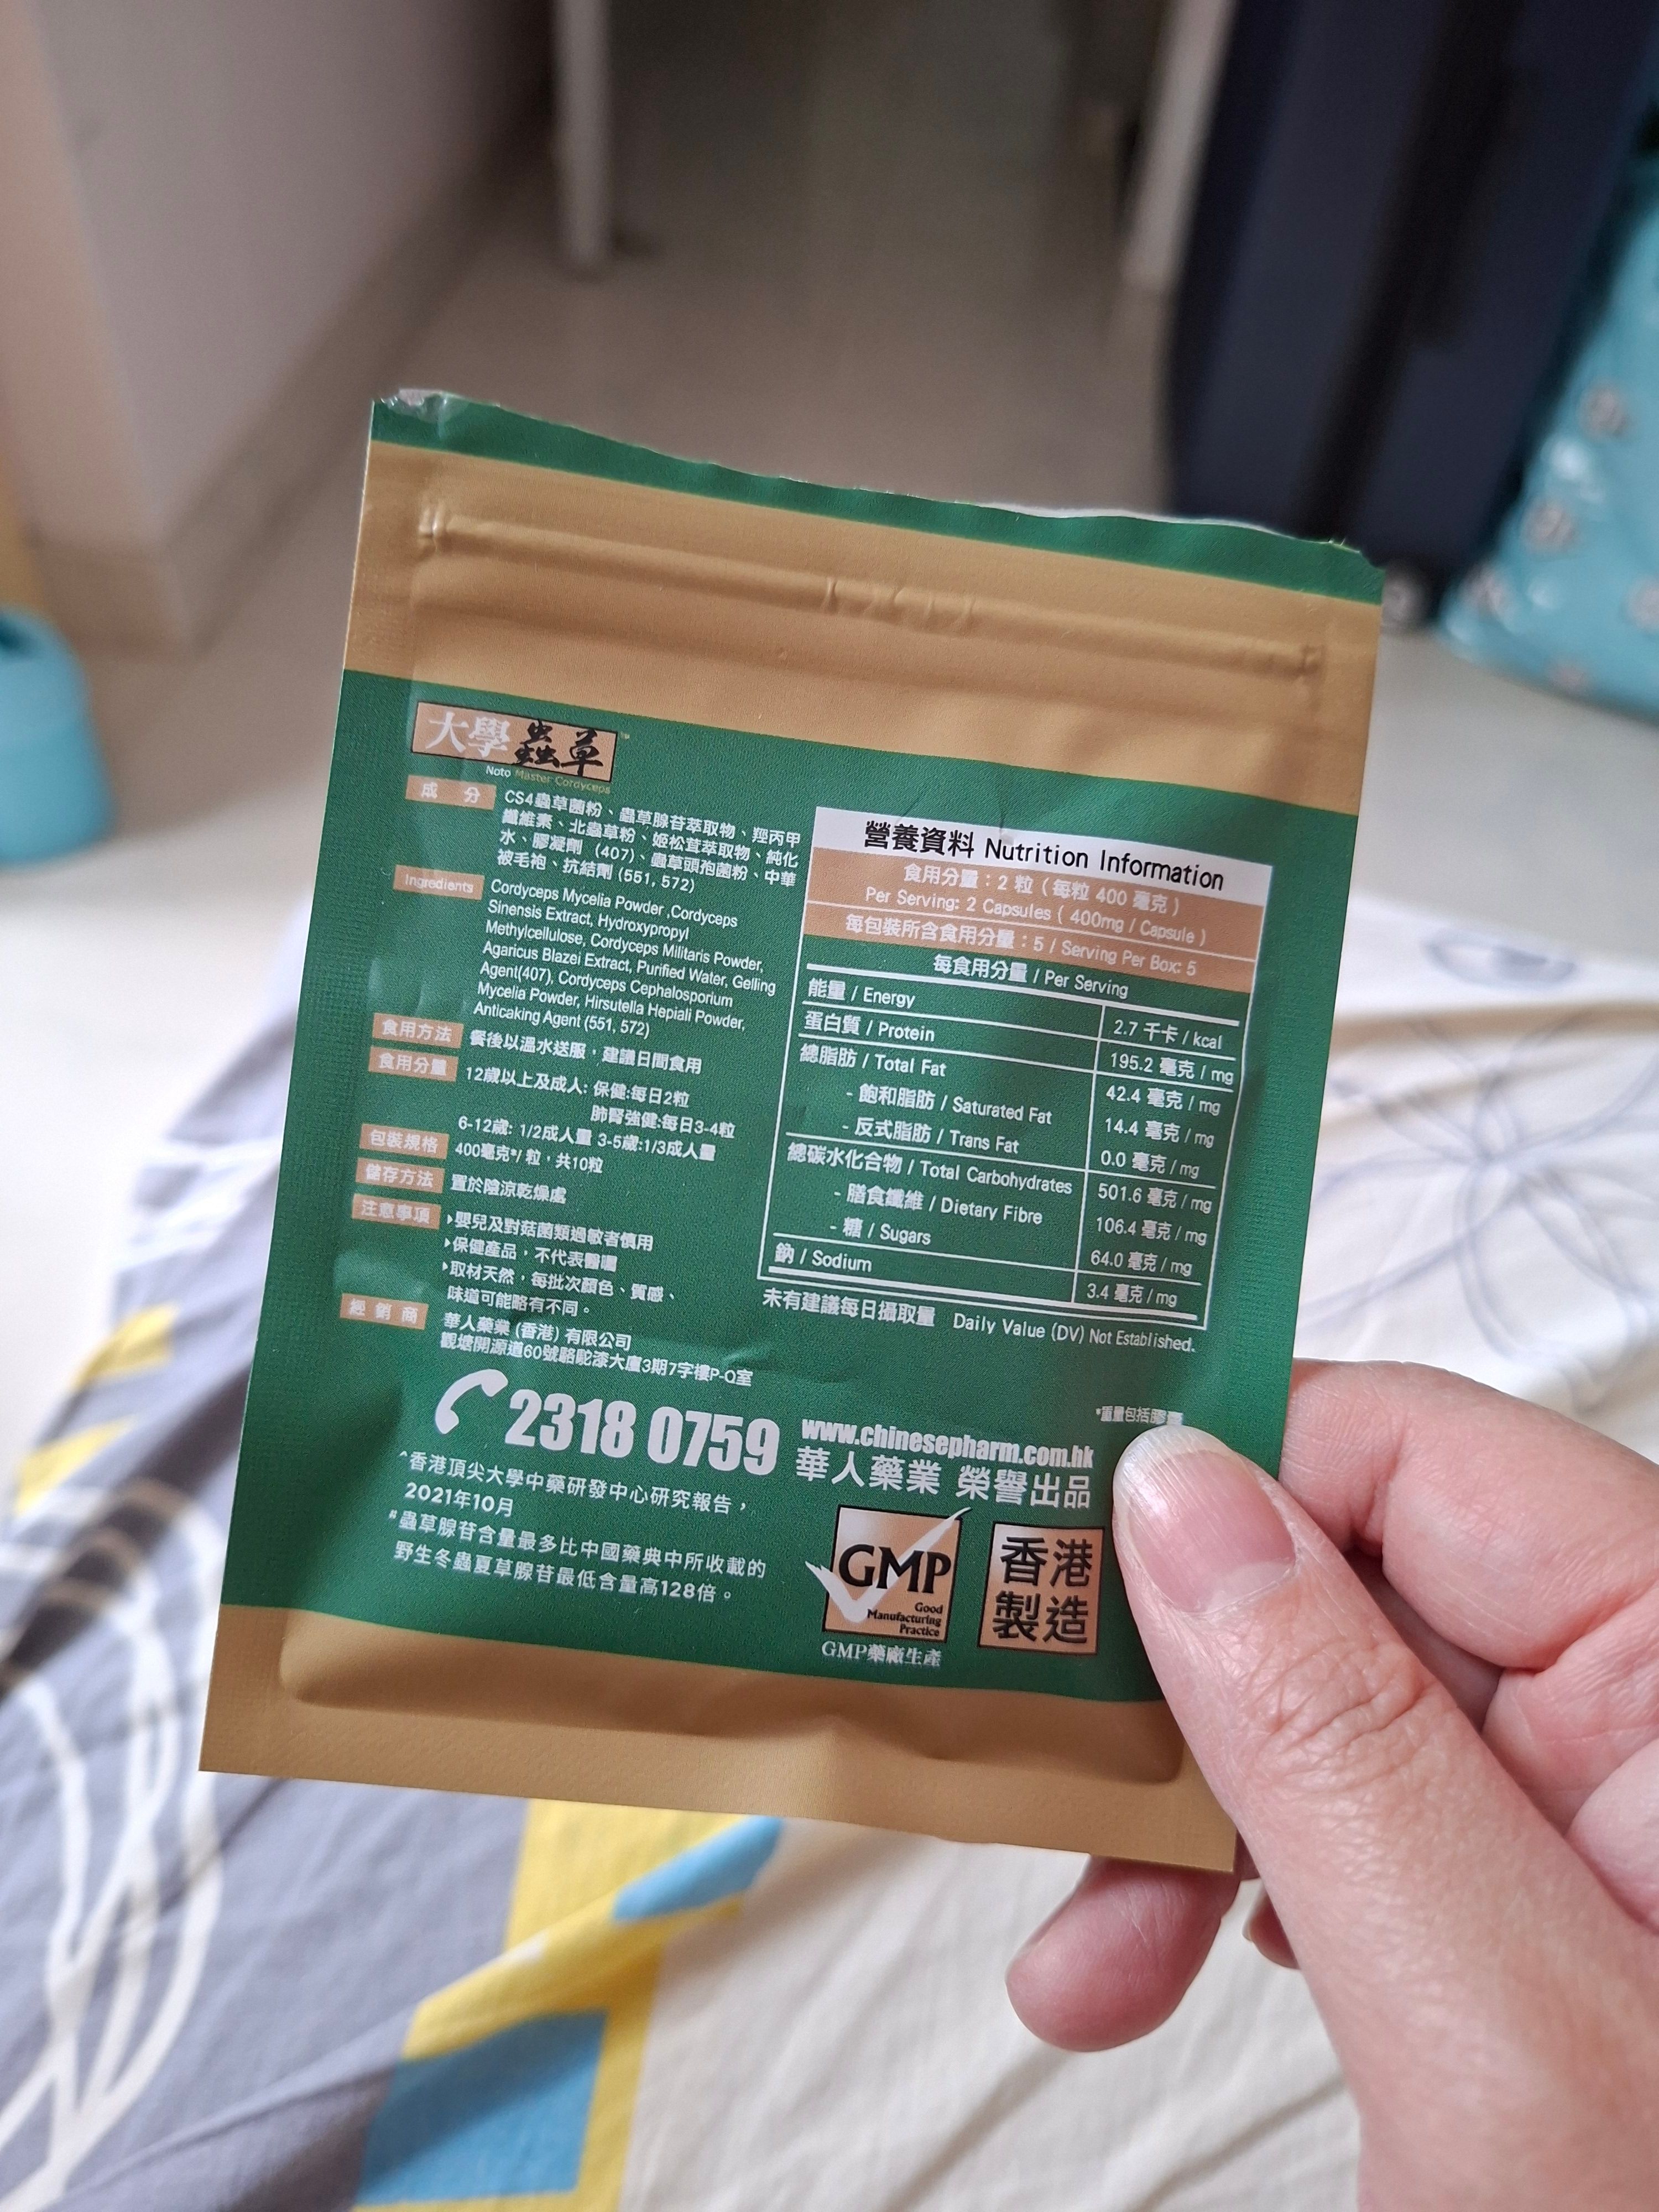 大學蟲草™
Noto Master Cordyceps
成分
CS4蟲草菌粉、蟲草腺苷萃取物、羥丙甲
纖維素、北蟲草粉、姬松茸萃取物、純化
水、膠凝劑 (407)、蟲草頭孢菌粉、中華
被毛孢、抗結劑 (551, 572)
Ingredients
Cordyceps Mycelia Powder ,Cordyceps
Sinensis Extract, Hydroxypropyl
Methylcellulose, Cordyceps Militaris Powder,
Agaricus Blazei Extract, Purified Water, Gelling
Agent(407), Cordyceps Cephalosporium
Mycelia Powder, Hirsutella Hepiali Powder,
Anticaking Agent (551, 572)
食用方法
餐後以溫水送服，建議日間食用
食用分量
12歲以上及成人: 保健:每日2粒
肺腎強健:每日3-4粒
6-12歲: 1/2成人量 3-5歲:1/3成人量
包裝規格
400毫克*/ 粒，共10粒
儲存方法
置於陰涼乾燥處
注意事項
▸嬰兒及對菇菌類過敏者慎用
▸保健產品，不代表醫囑
▸取材天然，每批次顏色、質感、
味道可能略有不同。
經銷商
華人藥業 (香港) 有限公司
觀塘開源道60號駱駝漆大廈3期7字樓P-Q室
營養資料 Nutrition Information
食用分量：2 粒 ( 每粒 400 毫克 )
Per Serving: 2 Capsules ( 400mg / Capsule )
每包裝所含食用分量：5 / Serving Per Box: 5
每食用分量 / Per Serving
能量 / Energy 2.7 千卡 / kcal
蛋白質 / Protein 195.2 毫克 / mg
總脂肪 / Total Fat 42.4 毫克 / mg
- 飽和脂肪 / Saturated Fat 14.4 毫克 / mg
- 反式脂肪 / Trans Fat 0.0 毫克 / mg
總碳水化合物 / Total Carbohydrates 501.6 毫克 / mg
- 膳食纖維 / Dietary Fibre 106.4 毫克 / mg
- 糖 / Sugars 64.0 毫克 / mg
鈉 / Sodium 3.4 毫克 / mg
未有建議每日攝取量 Daily Value (DV) Not Established.
*重量包括膠囊
2318 0759
www.chinesepharm.com.hk
華人藥業 榮譽出品
^香港頂尖大學中藥研發中心研究報告，
2021年10月
#蟲草腺苷含量最多比中國藥典中所收載的
野生冬蟲夏草腺苷最低含量高128倍。
GMP
Good
Manufacturing
Practice
GMP藥廠生產
香港
製造